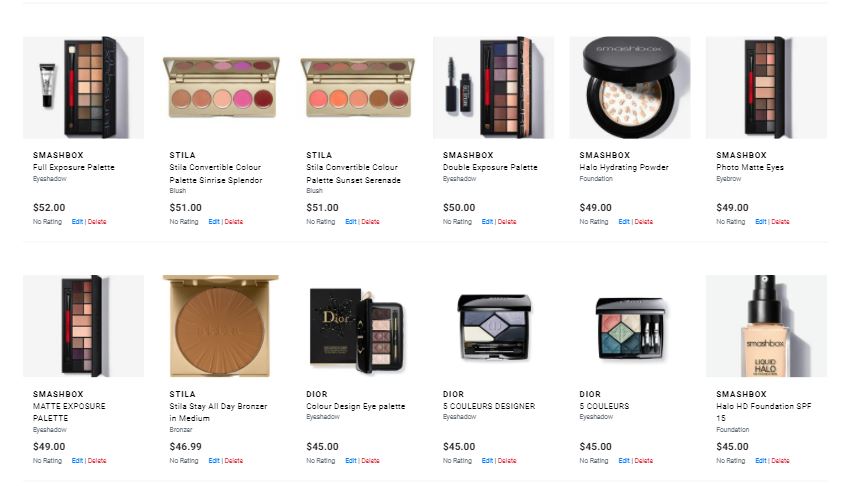 smashbox
SMASHBOX
Full Exposure Palette
Eyeshadow
$52.00
No Rating Edit | Delete
STILA
Stila Convertible Colour
Palette Sinrise Splendor
Blush
$51.00
No Rating Edit | Delete
STILA
Stila Convertible Colour
Palette Sunset Serenade
Blush
$51.00
No Rating Edit | Delete
SMASHBOX
Double Exposure Palette
Eyeshadow
$50.00
No Rating Edit | Delete
SMASHBOX
Halo Hydrating Powder
Foundation
$49.00
No Rating Edit | Delete
SMASHBOX
Photo Matte Eyes
Eyebrow
$49.00
No Rating Edit | Delete
Dior
smashbox
LIQUID
HALO
SMASHBOX
MATTE EXPOSURE
PALETTE
Eyeshadow
$49.00
No Rating Edit | Delete
STILA
Stila Stay All Day Bronzer
in Medium
Bronzer
$46.99
No Rating Edit | Delete
DIOR
Colour Design Eye palette
Eyeshadow
$45.00
No Rating Edit | Delete
DIOR
5 COULEURS DESIGNER
Eyeshadow
$45.00
No Rating Edit | Delete
DIOR
5 COULEURS
Eyeshadow
$45.00
No Rating Edit | Delete
SMASHBOX
Halo HD Foundation SPF
15
Foundation
$45.00
No Rating Edit | Delete